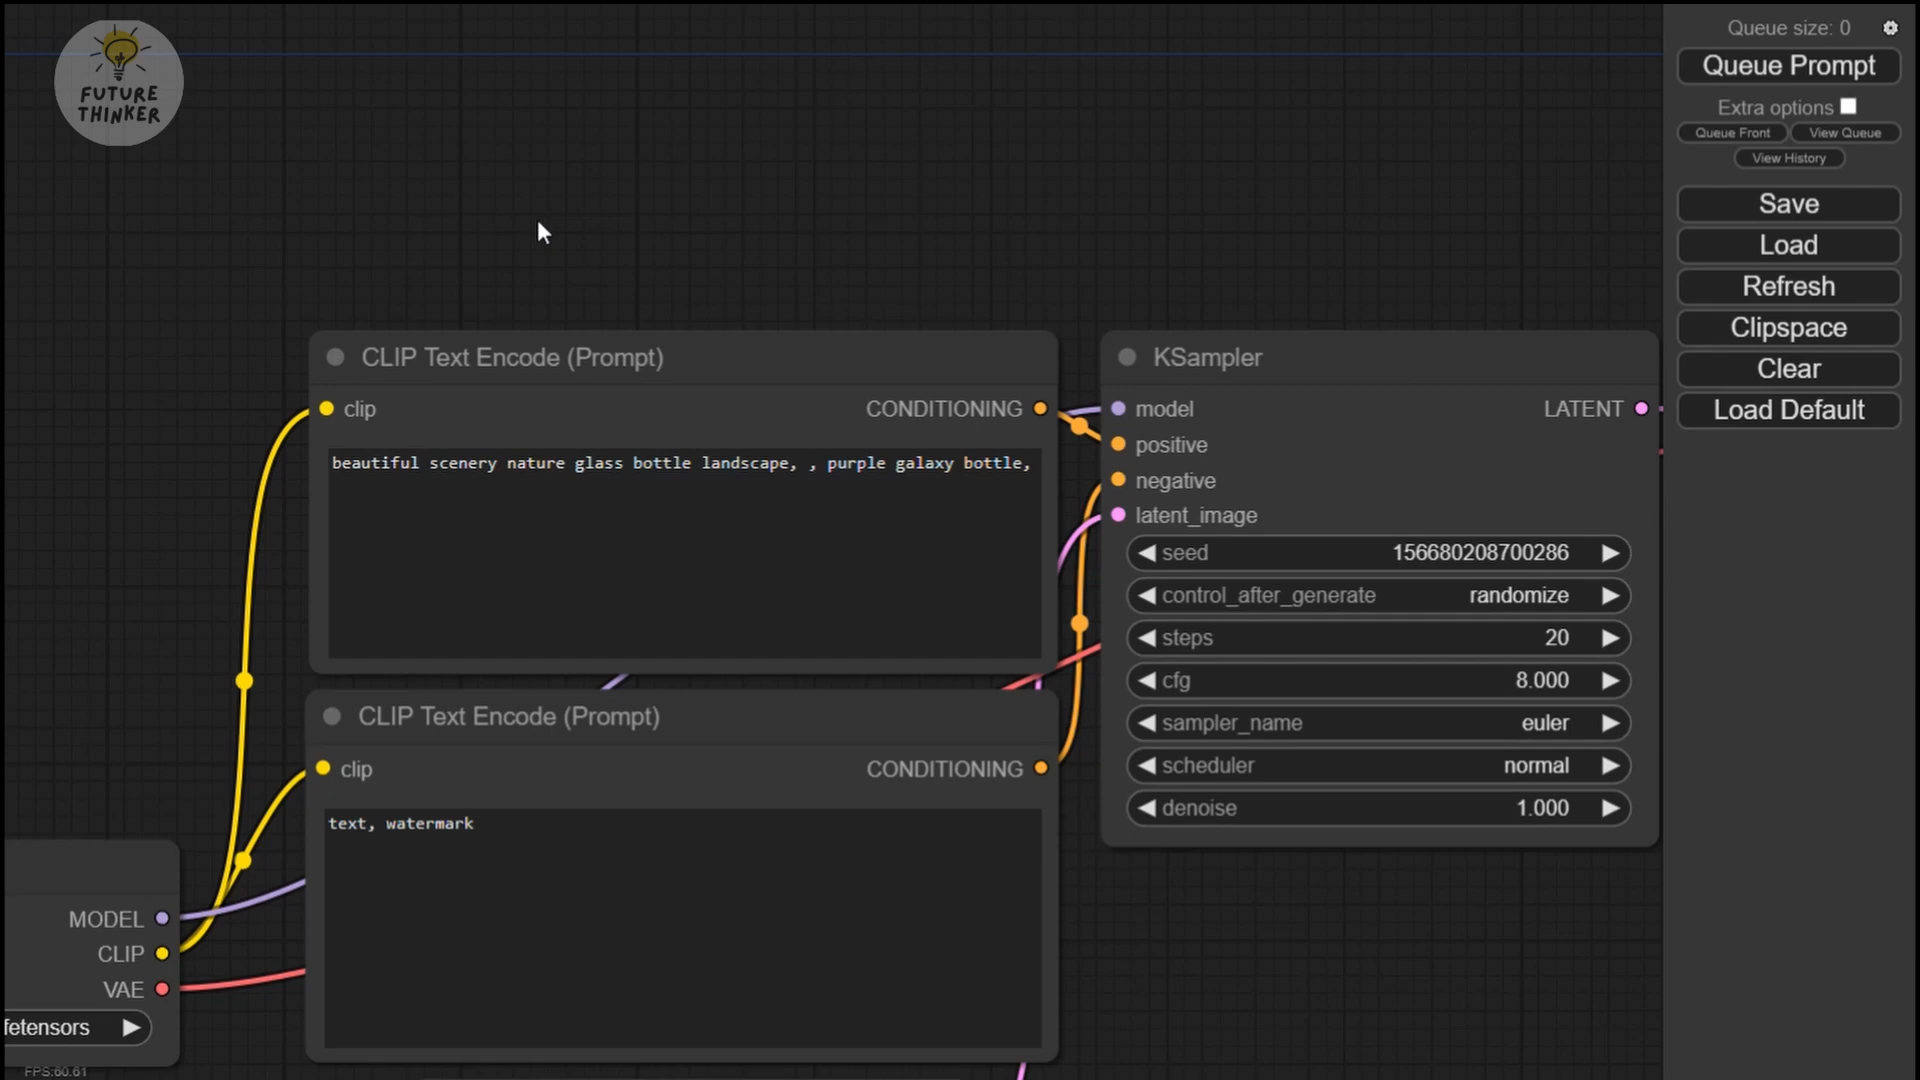 FUTURE
THINKER
Queue size: 0
Queue Prompt
Extra options
Queue Front
View Queue
View History
Save
Load
Refresh
Clipspace
Clear
Load Default
CLIP Text Encode (Prompt)
clip
CONDITIONING
beautiful scenery nature glass bottle landscape, , purple galaxy bottle,
CLIP Text Encode (Prompt)
clip
CONDITIONING
text, watermark
KSampler
model
LATENT
positive
negative
latent_image
seed 156680208700286
control_after_generate randomize
steps 20
cfg 8.000
sampler_name euler
scheduler normal
denoise 1.000
MODEL
CLIP
VAE
fetensors
FPS:60.61